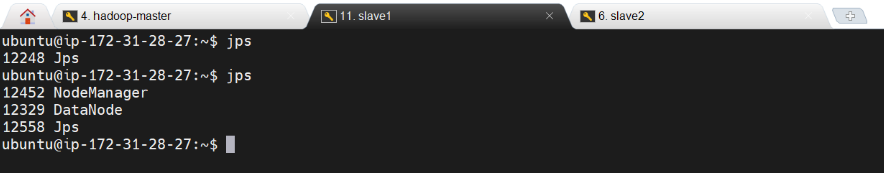 4. hadoop-master
11. slave1
6. slave2
ubuntu@ip-172-31-28-27:~$ jps
12248 Jps
ubuntu@ip-172-31-28-27:~$ jps
12452 NodeManager
12329 DataNode
12558 Jps
ubuntu@ip-172-31-28-27:~$